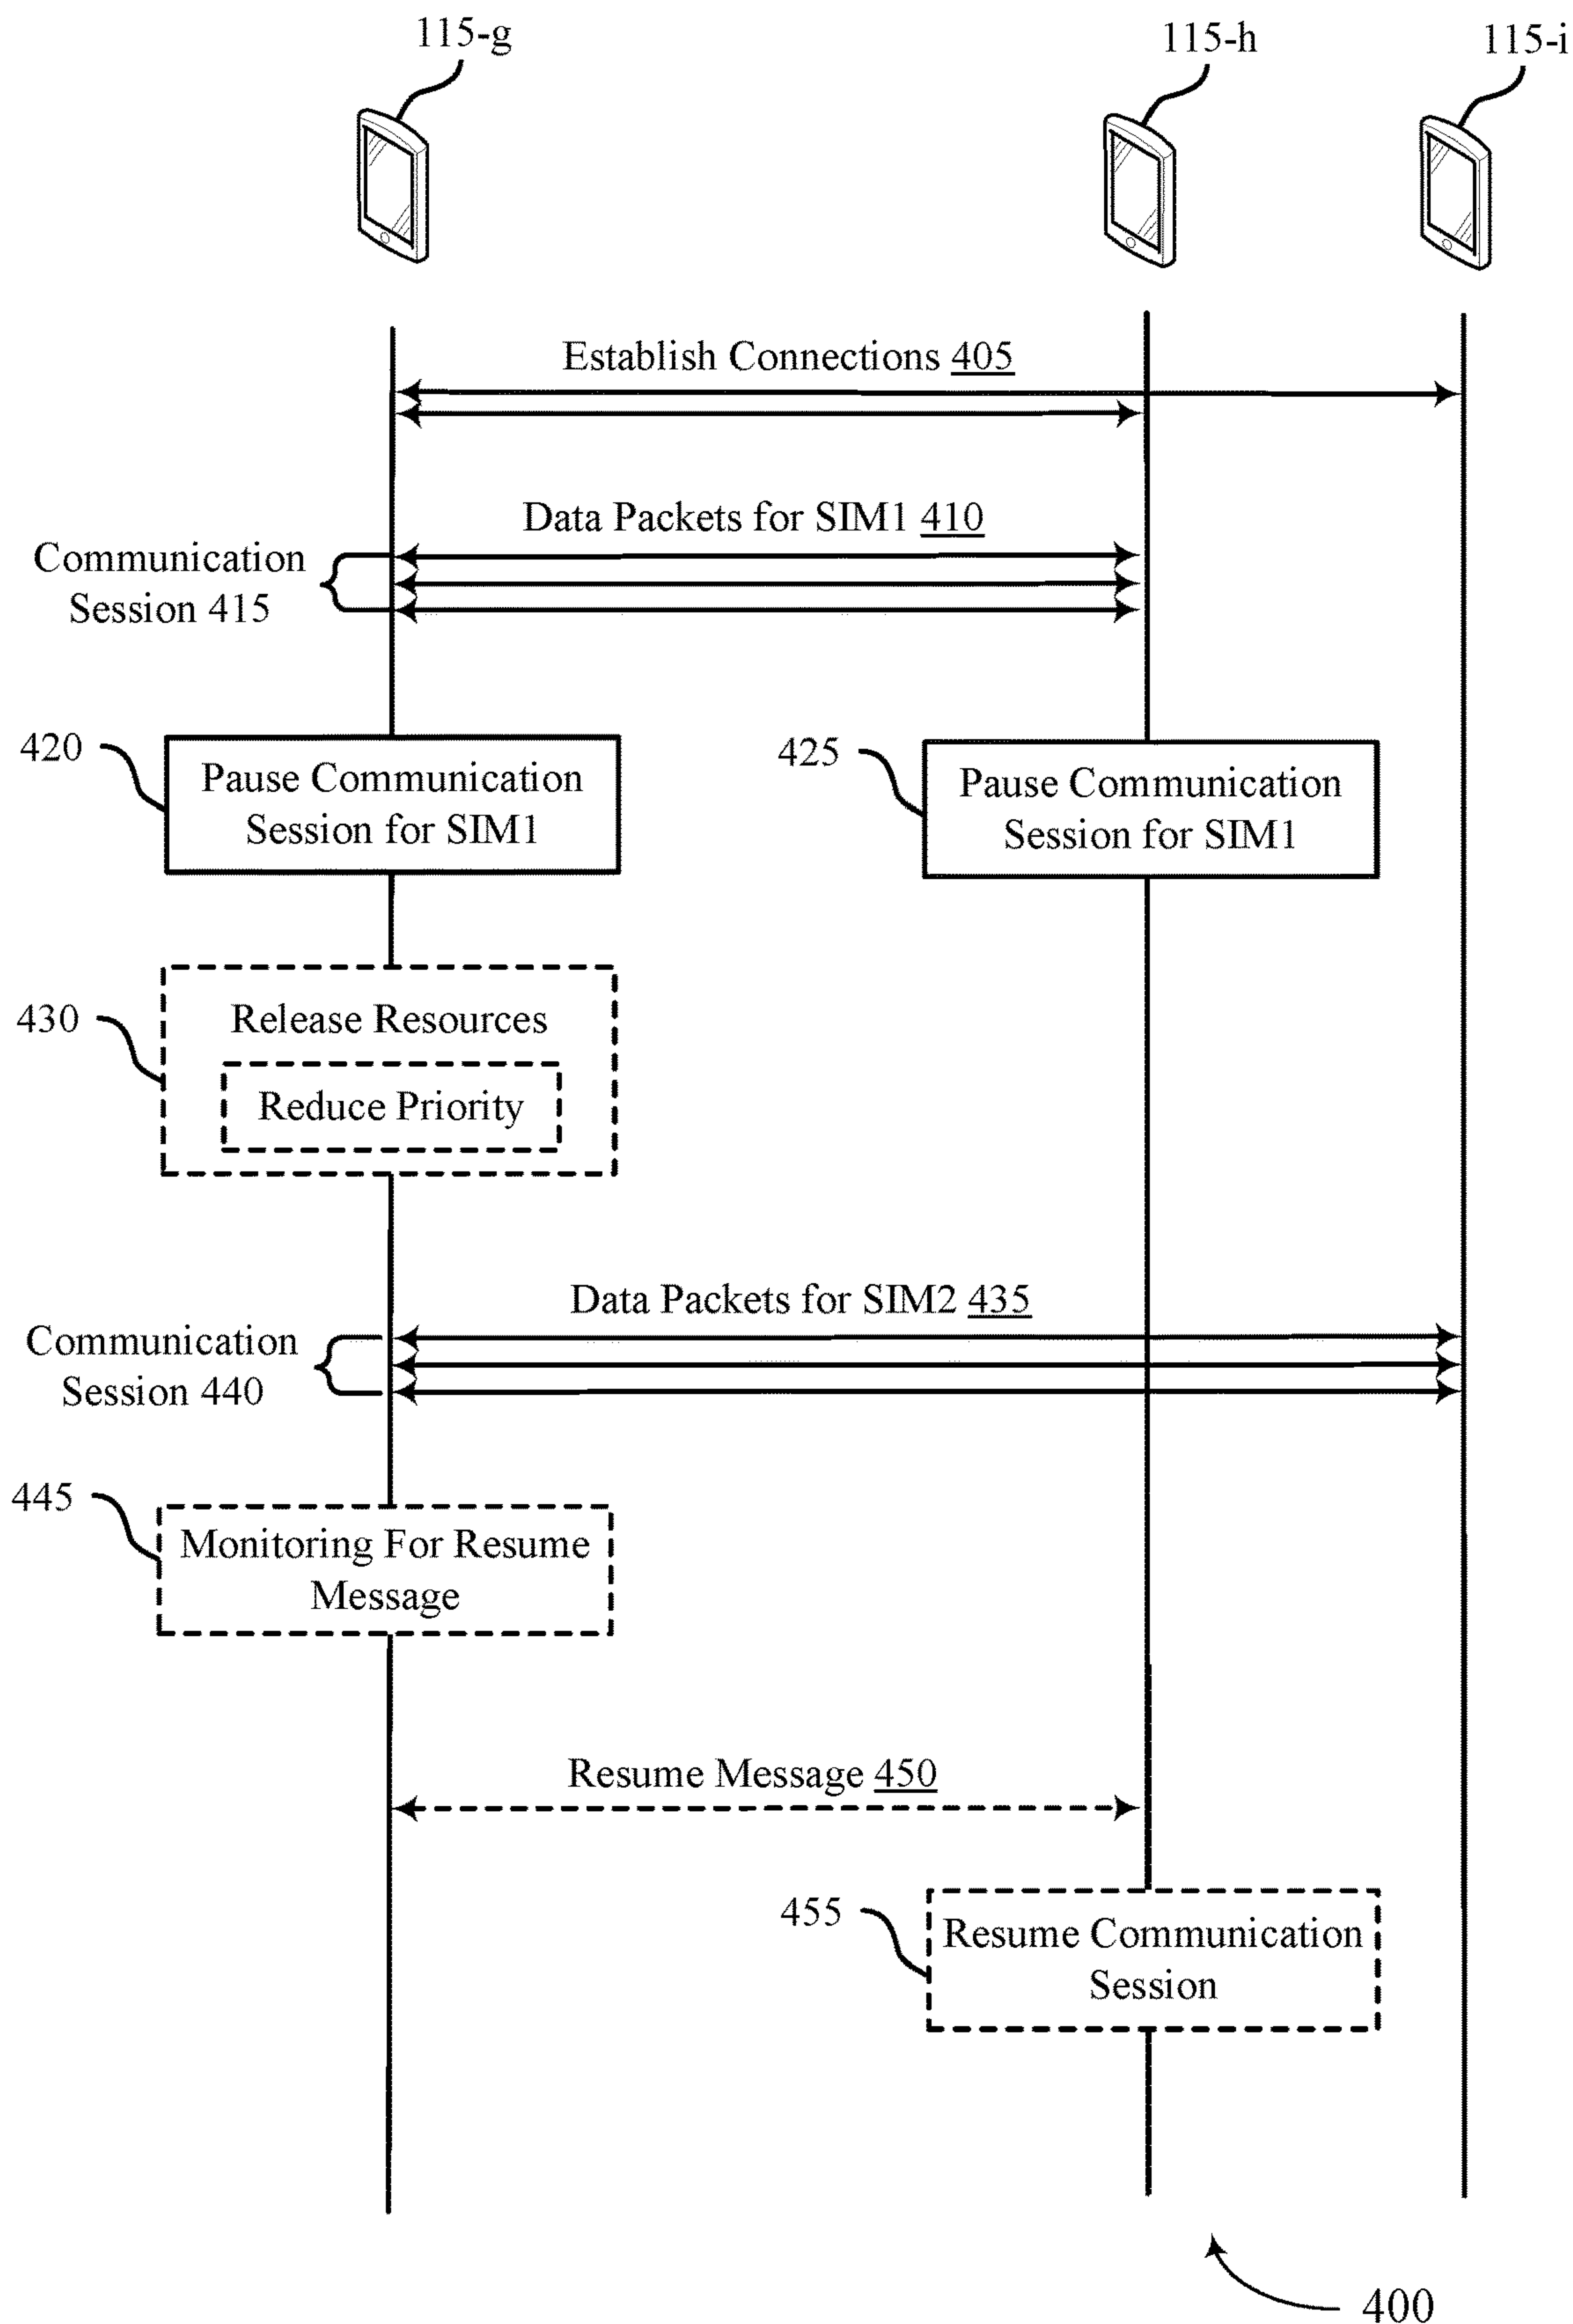 115-g
115-h
115-i
Establish Connections 405
Data Packets for SIM1 410
Communication
Session 415
420
Pause Communication
Session for SIM1
425
Pause Communication
Session for SIM1
430
Release Resources
Reduce Priority
Data Packets for SIM2 435
Communication
Session 440
445
Monitoring For Resume
Message
Resume Message 450
455
Resume Communication
Session
400